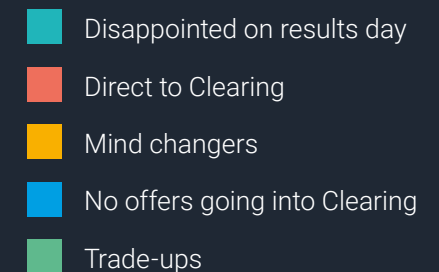 Disappointed on results day
Direct to Clearing
Mind changers
No offers going into Clearing
Trade-ups